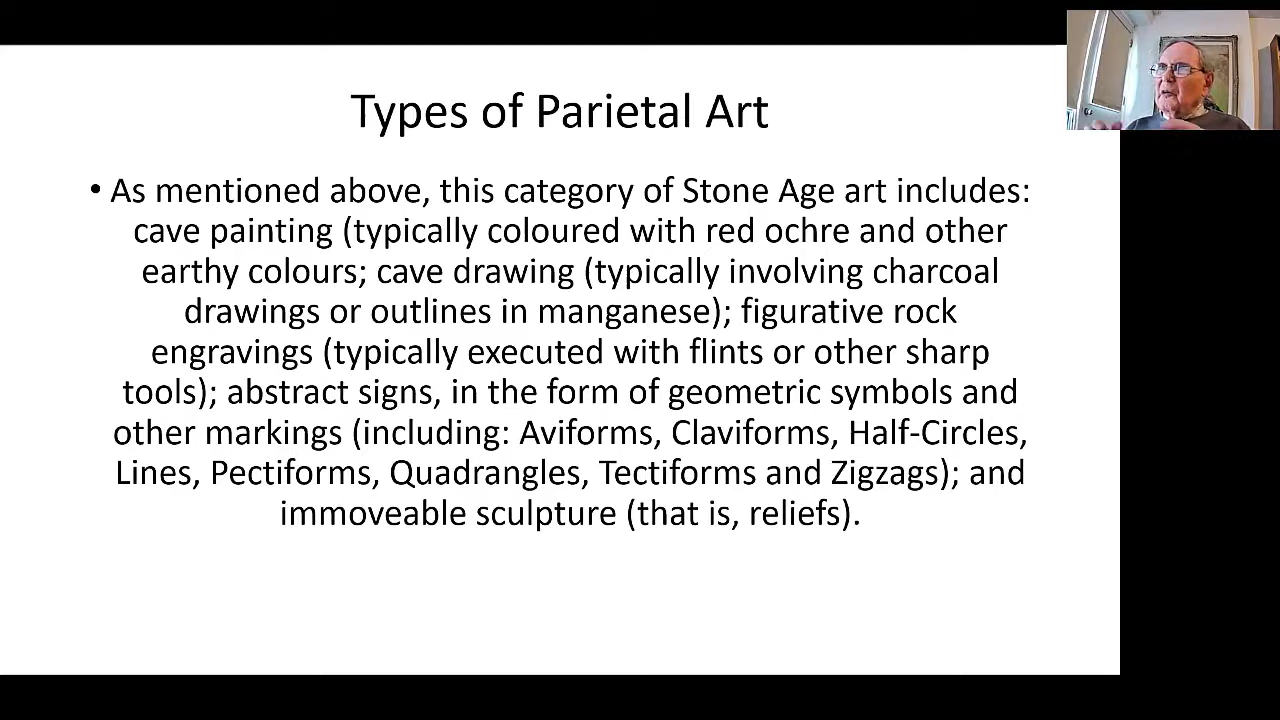 Types of Parietal Art
• As mentioned above, this category of Stone Age art includes:
cave painting (typically coloured with red ochre and other
earthy colours; cave drawing (typically involving charcoal
drawings or outlines in manganese); figurative rock
engravings (typically executed with flints or other sharp
tools); abstract signs, in the form of geometric symbols and
other markings (including: Aviforms, Claviforms, Half-Circles,
Lines, Pectiforms, Quadrangles, Tectiforms and Zigzags); and
immoveable sculpture (that is, reliefs).